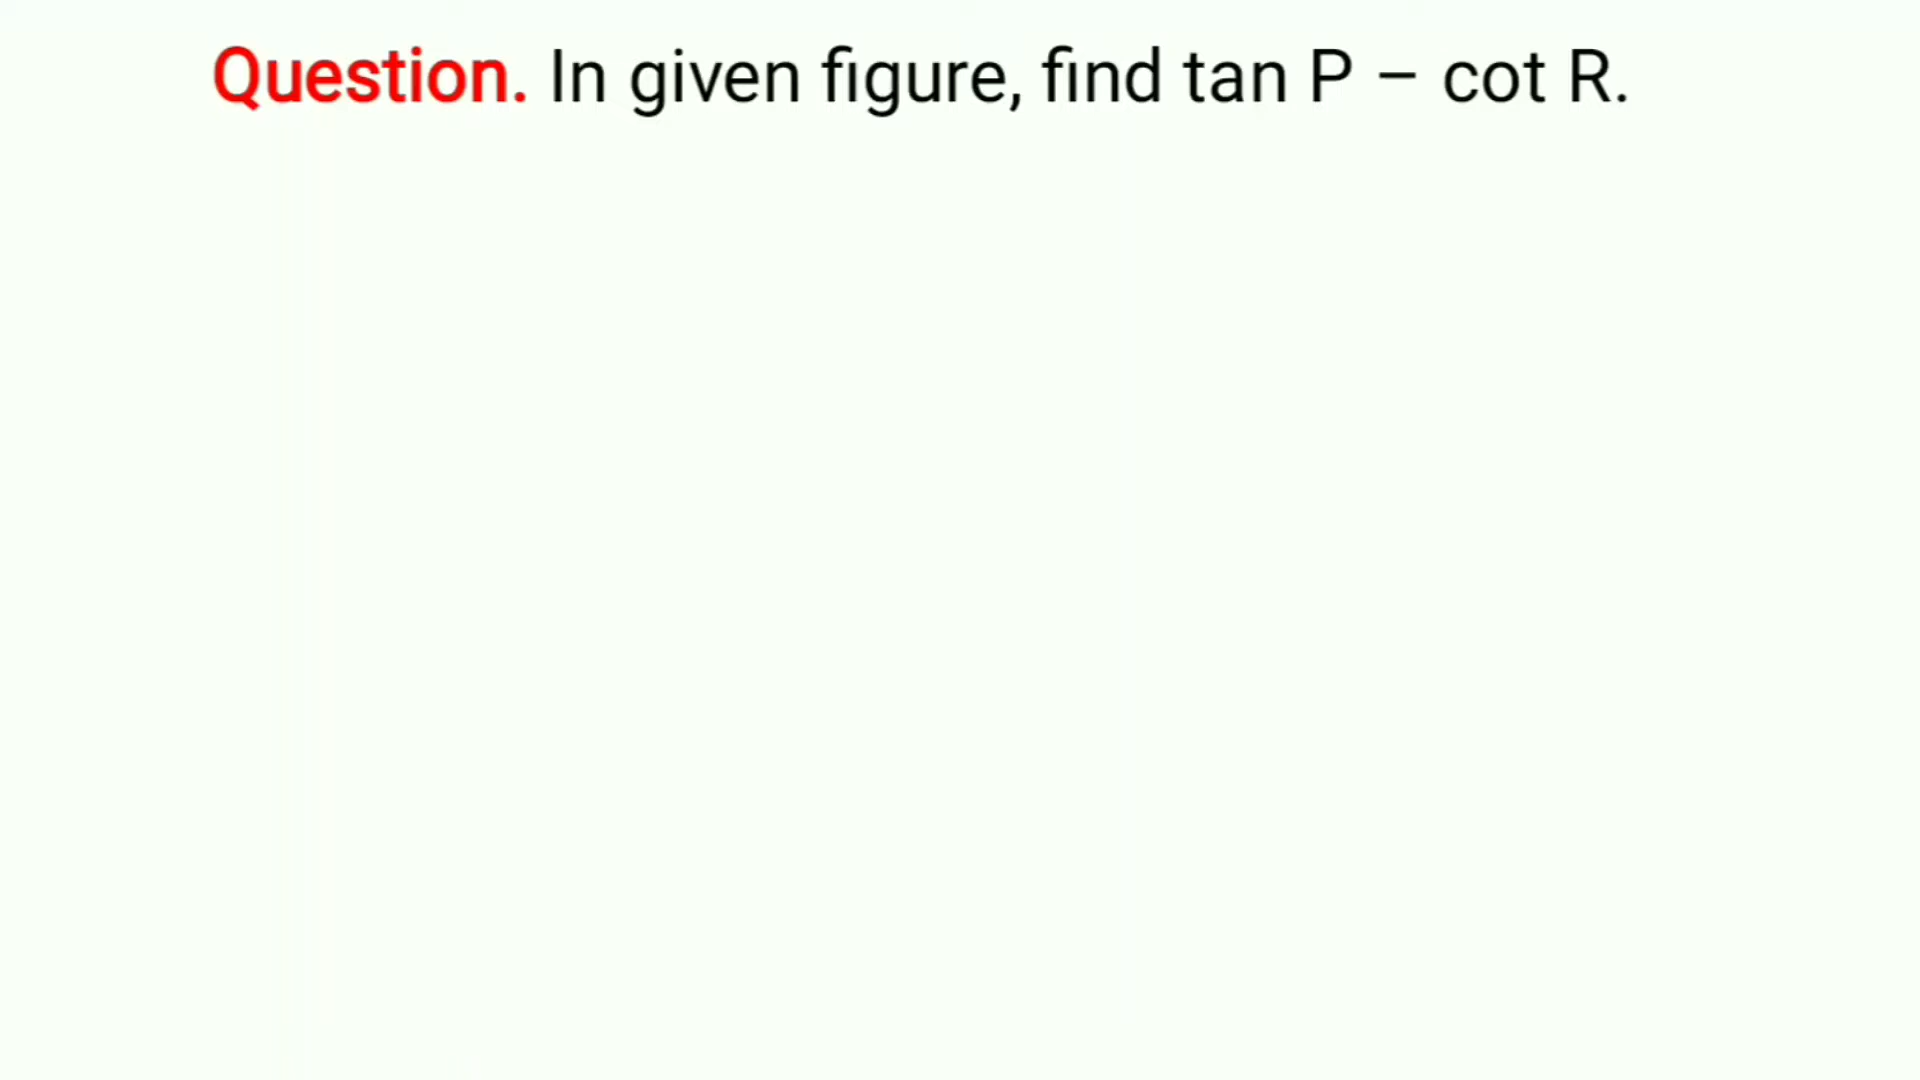 Question. In given figure, find tan P – cot R.